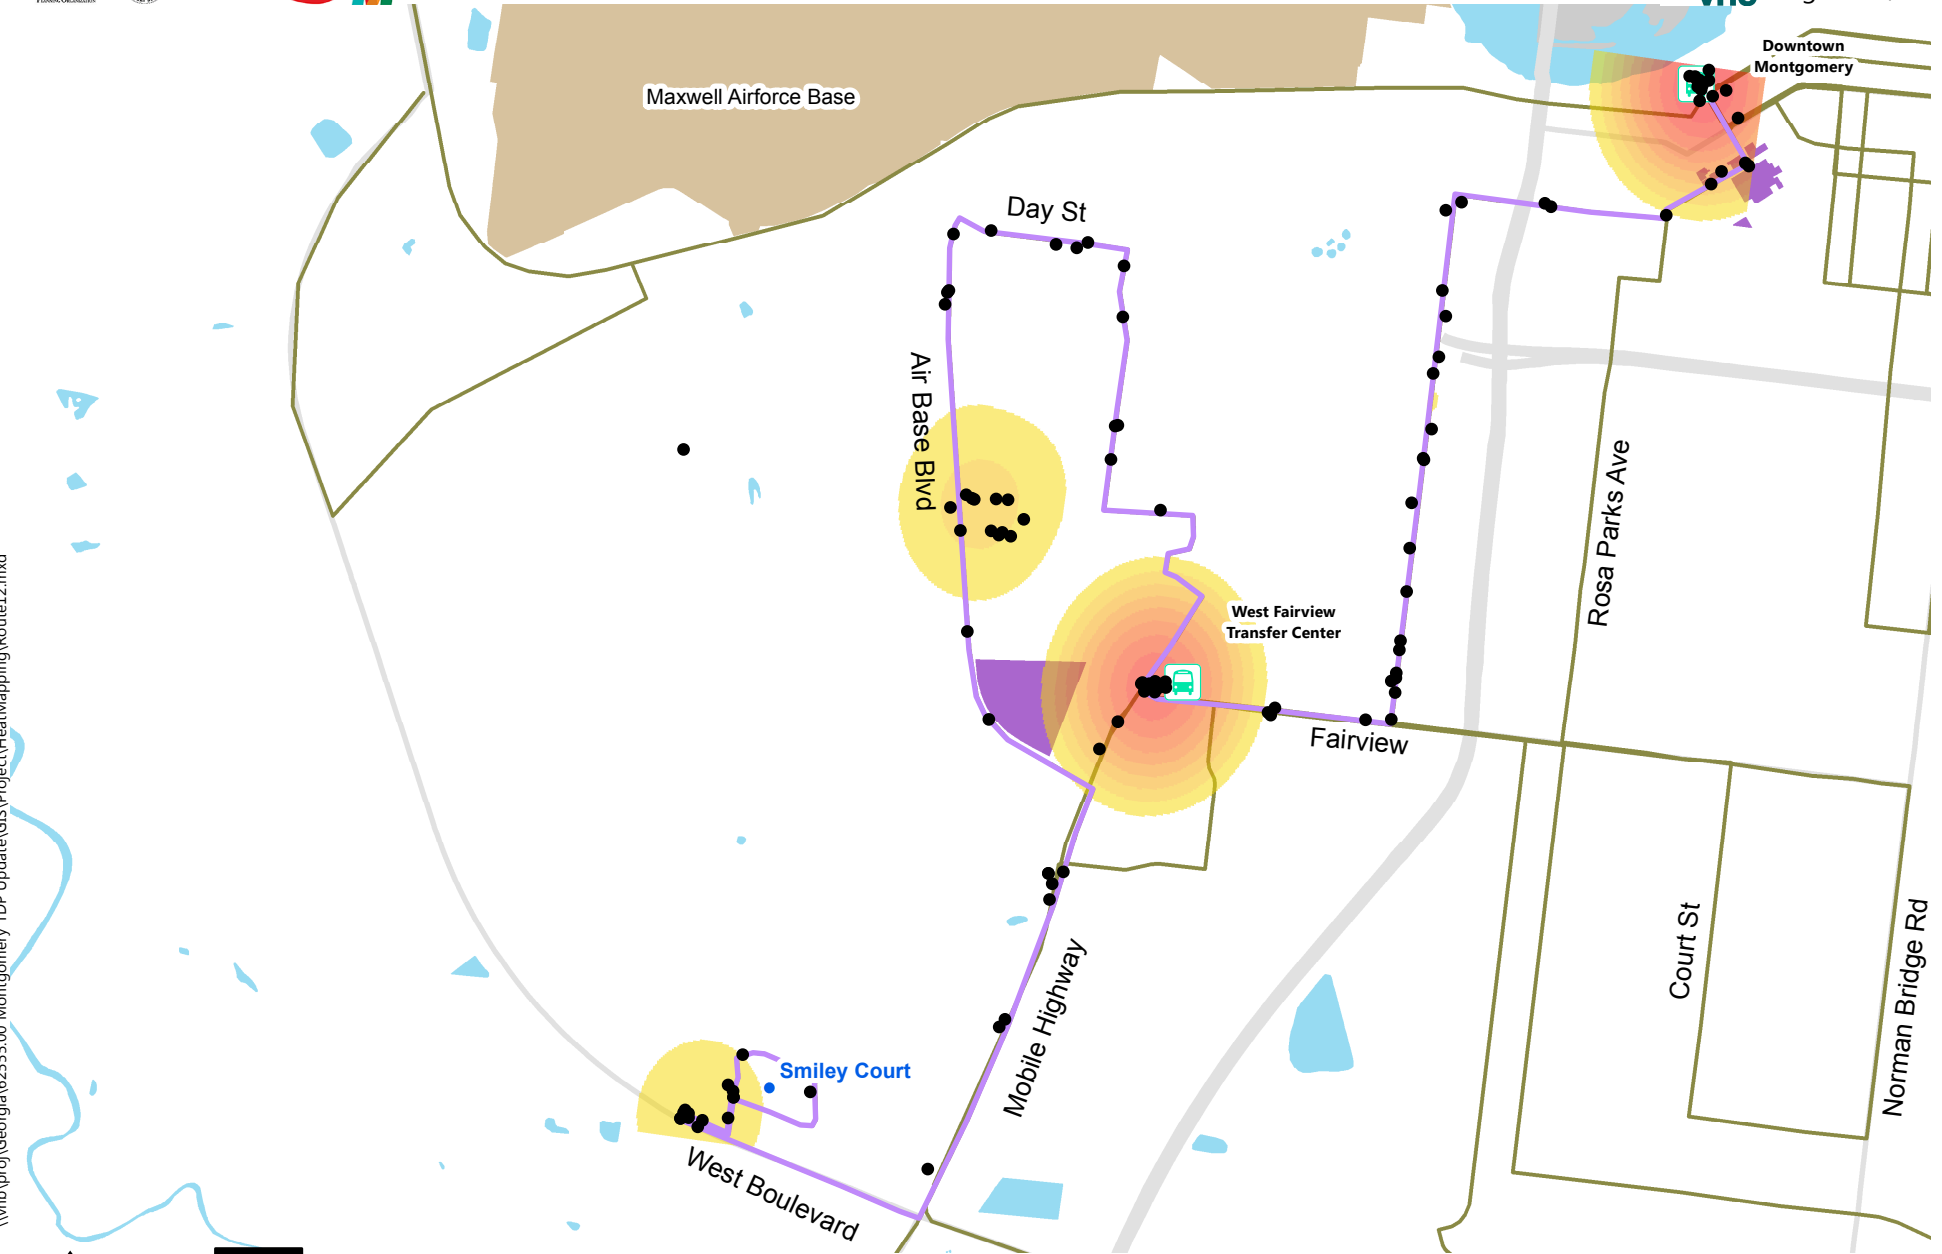 Downtown
Montgomery
Maxwell Airforce Base
Day St
Air Base Blvd
Rosa Parks Ave
West Fairview
Transfer Center
Fairview
Court St
Norman Bridge Rd
Mobile Highway
Smiley Court
West Boulevard